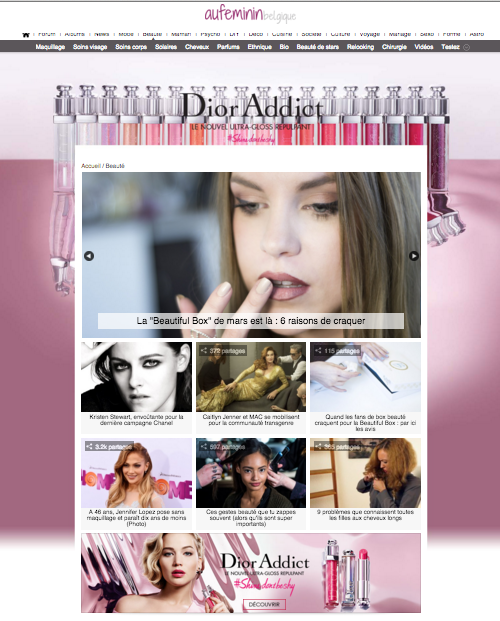 aufeminin belgique
Forum Albums News Mode Beauté Maman Psycho DIY Déco Cuisine Société Culture Voyage Mariage Sexo Forme Astro
Maquillage Soins visage Soins corps Solaires Cheveux Parfums Ethnique Bio Beauté de stars Relooking Chirurgie Vidéos Testez
Dior Addict
LE NOUVEL ULTRA-GLOSS REPULPANT
#Shinedontbeshy
Accueil / Beauté
La "Beautiful Box" de mars est là : 6 raisons de craquer
Kristen Stewart, envoûtante pour la
dernière campagne Chanel
372 partages
Caitlyn Jenner et MAC se mobilisent
pour la communauté transgenre
115 partages
Quand les fans de box beauté
craquent pour la Beautiful Box : par ici
les avis
3.2k partages
A 46 ans, Jennifer Lopez pose sans
maquillage et paraît dix ans de moins
(Photo)
592 partages
Ces gestes beauté que tu zappes
souvent (alors qu'ils sont super
importants)
363 partages
9 problèmes que connaissent toutes
les filles aux cheveux longs
Dior Addict
LE NOUVEL ULTRA-GLOSS REPULPANT
#Shinedontbeshy
DÉCOUVRIR